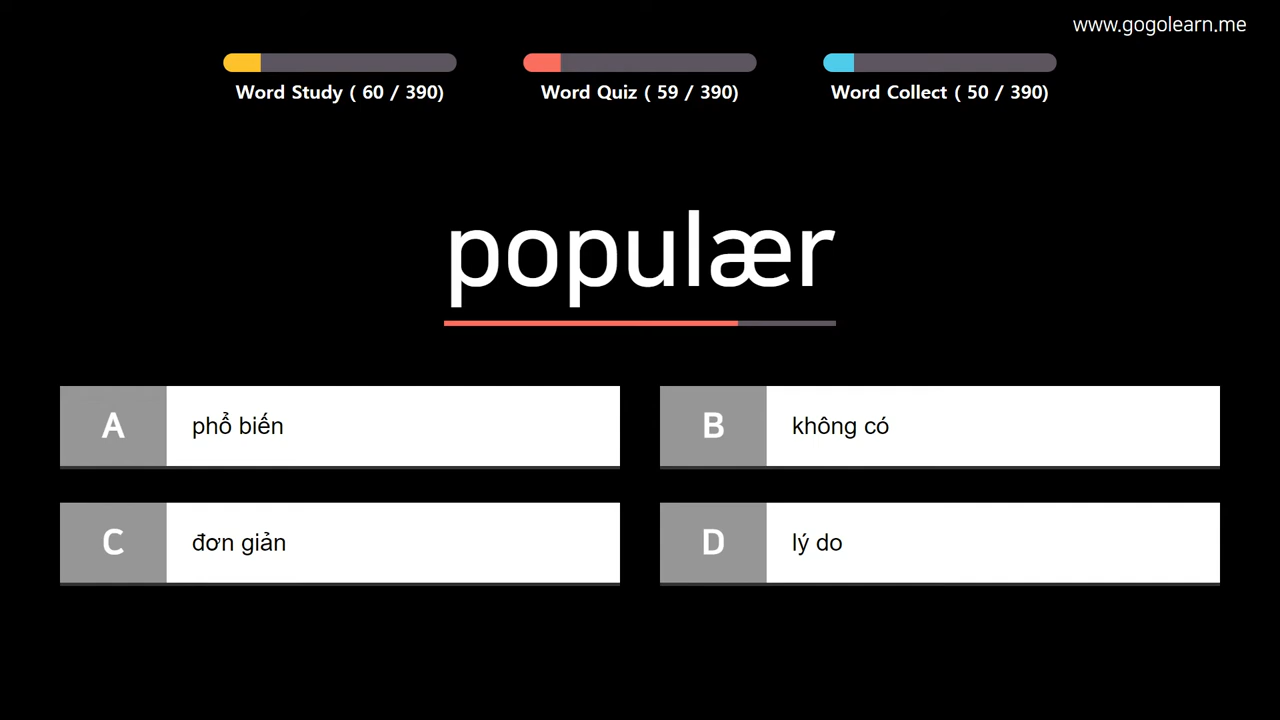 www.gogolearn.me
Word Study ( 60 / 390)
Word Quiz ( 59 / 390)
Word Collect ( 50 / 390)
populær
A phổ biến
B không có
C đơn giản
D lý do